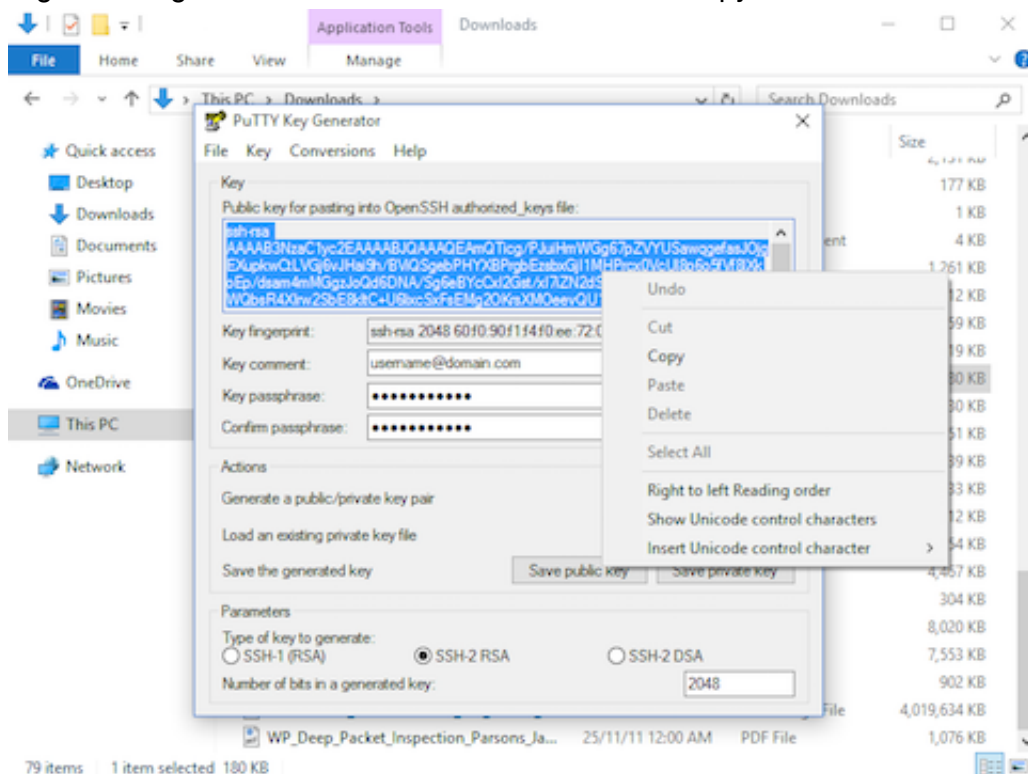 Application Tools
Downloads
File
Home
Share
View
Manage
This PC > Downloads >
Search Downloads
Quick access
Desktop
Downloads
Documents
Pictures
Movies
Music
OneDrive
This PC
Network
PuTTY Key Generator
File Key Conversions Help
Key
Public key for pasting into OpenSSH authorized_keys file:
ssh-rsa
Key fingerprint:
ssh-rsa 2048
Key comment:
username@domain.com
Key passphrase:
•••••••••••
Confirm passphrase:
•••••••••••
Actions
Generate a public/private key pair
Load an existing private key file
Save the generated key
Save public key
Save private key
Parameters
Type of key to generate:
SSH-1 (RSA)
SSH-2 RSA
SSH-2 DSA
Number of bits in a generated key:
2048
Undo
Cut
Copy
Paste
Delete
Select All
Right to left Reading order
Show Unicode control characters
Insert Unicode control character >
Size
177 KB
1 KB
4 KB
1,261 KB
4,467 KB
304 KB
8,020 KB
7,553 KB
902 KB
File 4,019,634 KB
WP_Deep_Packet_Inspection_Parsons_Ja... 25/11/11 12:00 AM PDF File 1,076 KB
79 items
1 item selected 180 KB